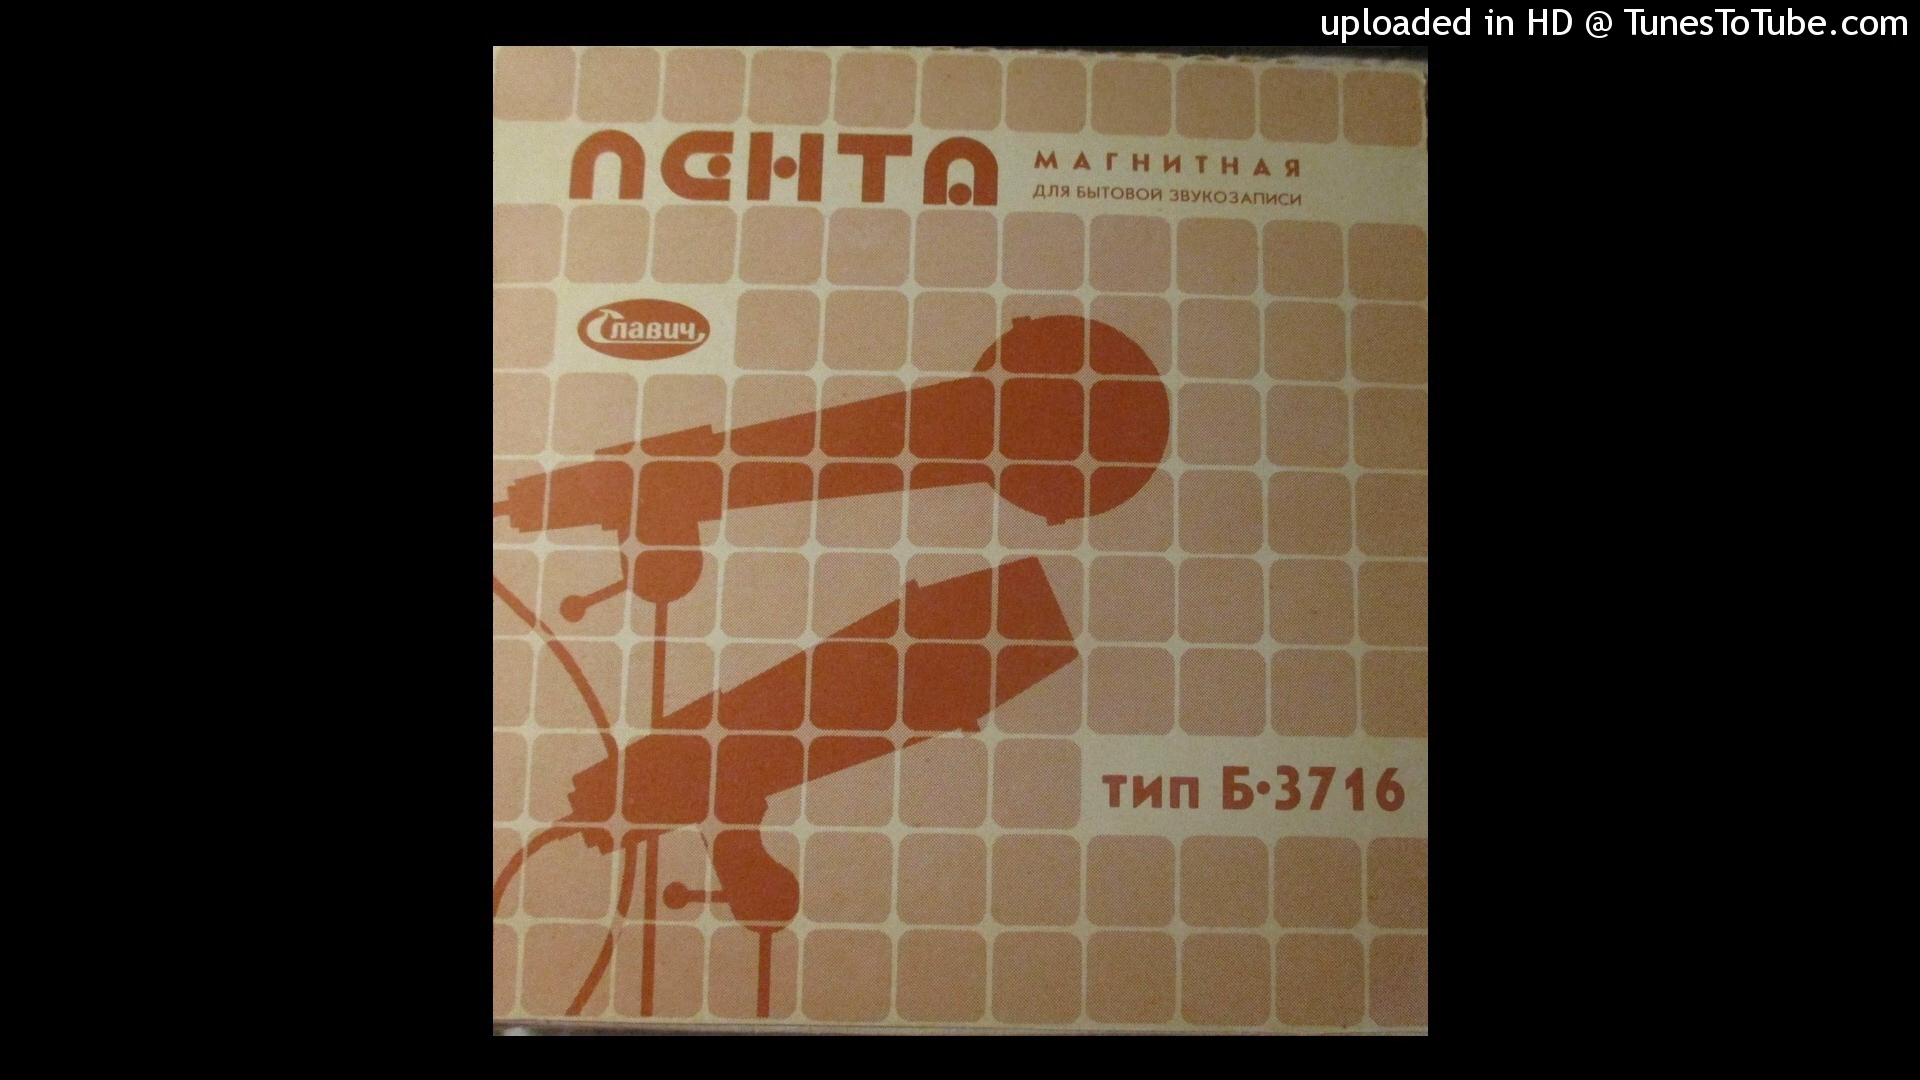 uploaded in HD @ TunesToTube.com
ЛЕНТА
МАГНИТНАЯ
ДЛЯ БЫТОВОЙ ЗВУКОЗАПИСИ
Славич
тип Б·3716